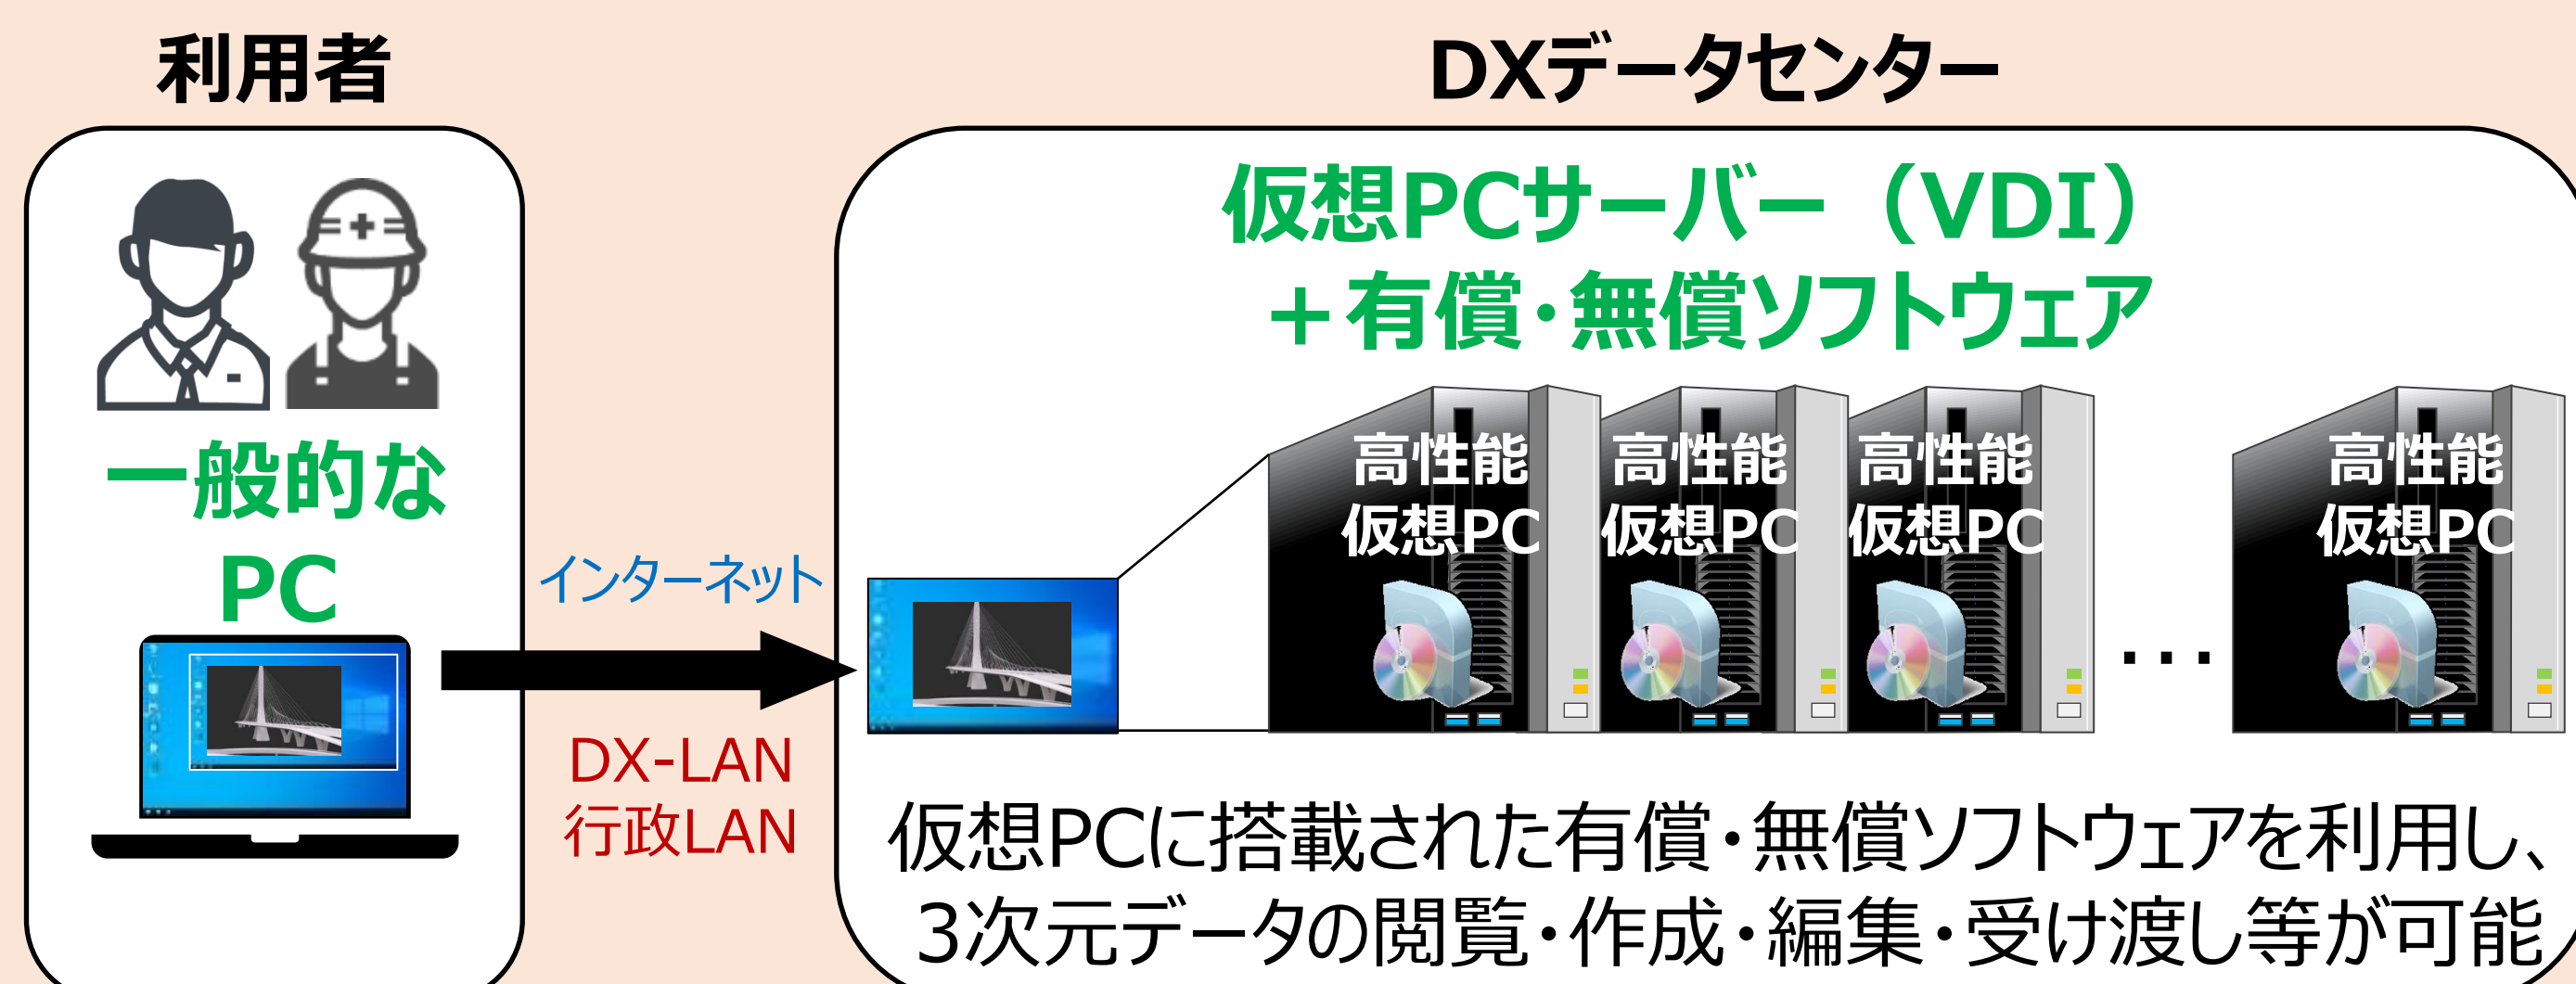 利用者
一般的な
PC
インターネット
DX-LAN
行政LAN
DXデータセンター
仮想PCサーバー（VDI）
＋有償・無償ソフトウェア
高性能
仮想PC
高性能
仮想PC
高性能
仮想PC
…
高性能
仮想PC
仮想PCに搭載された有償・無償ソフトウェアを利用し、
3次元データの閲覧・作成・編集・受け渡し等が可能